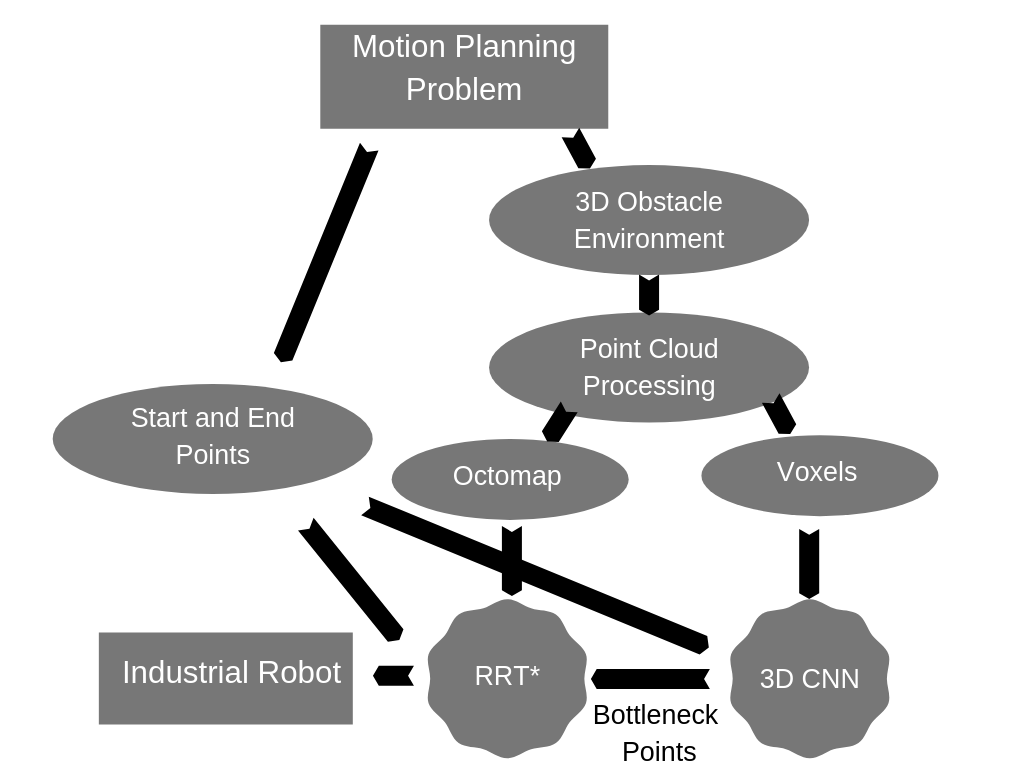 Motion Planning
Problem
3D Obstacle
Environment
Point Cloud
Processing
Start and End
Points
Octomap
Voxels
Industrial Robot
RRT*
3D CNN
Bottleneck
Points